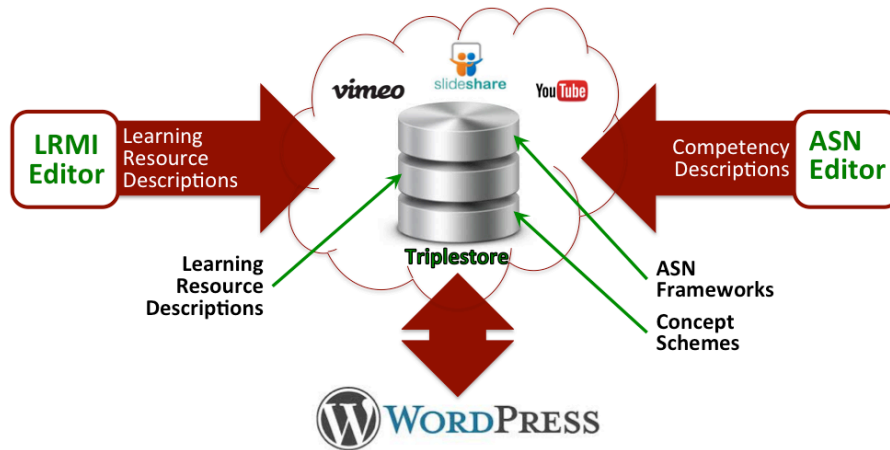 slideshare
vimeo
YouTube
LRMI
Editor
Learning
Resource
Descriptions
Competency
Descriptions
ASN
Editor
Triplestore
Learning
Resource
Descriptions
ASN
Frameworks
Concept
Schemes
W WORDPRESS